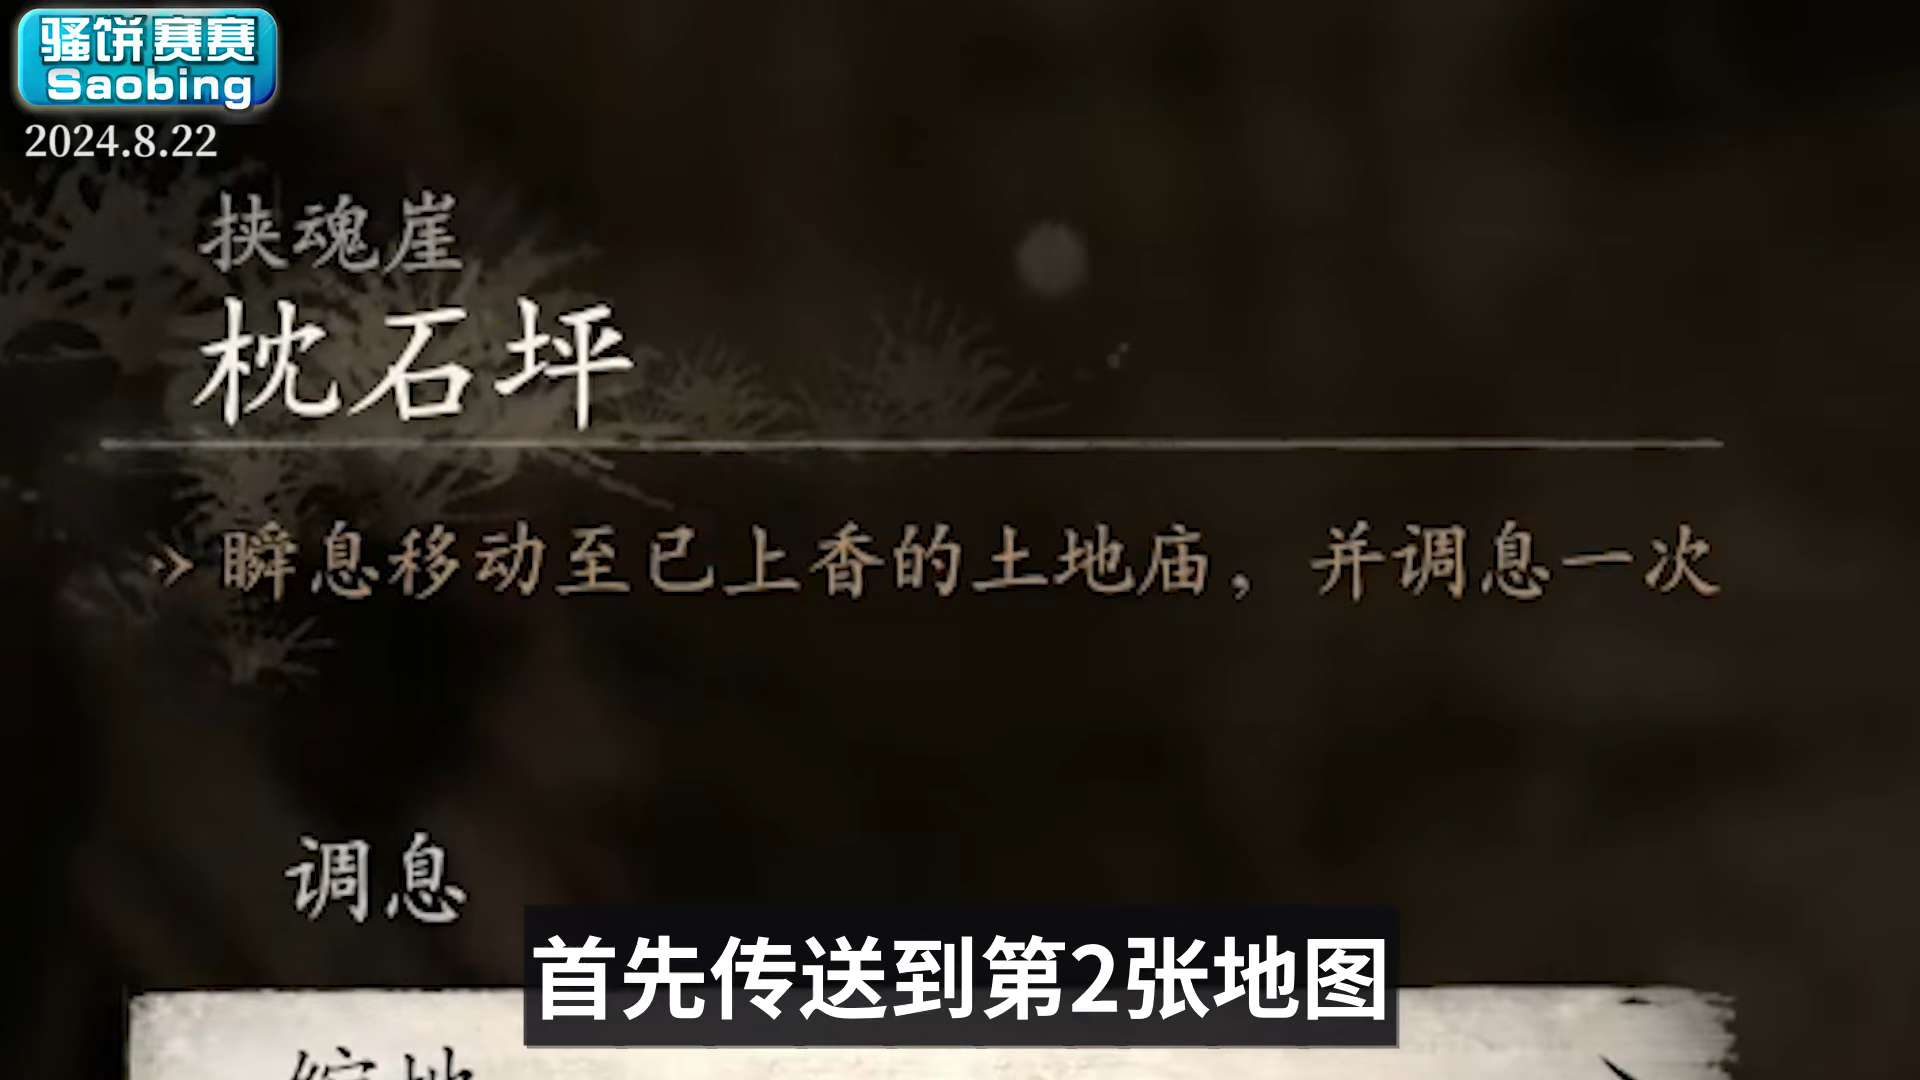 骚饼赛赛
Saobing
2024.8.22
挟魂崖
枕石坪
瞬息移动至已上香的土地庙，并调息一次
调息
首先传送到第2张地图